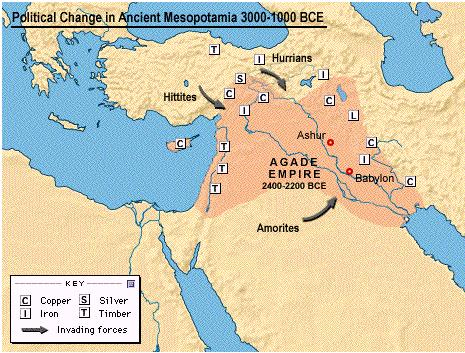 Political Change in Ancient Mesopotamia 3000-1000 BCE
T
I
Hurrians
S
I
Hittites
C
C
C
I
L
Ashur
C
C
T
I
AGADE
EMPIRE
2400-2200 BCE
T
Babylon
C
T
Amorites
KEY
C Copper S Silver
I Iron T Timber
Invading forces